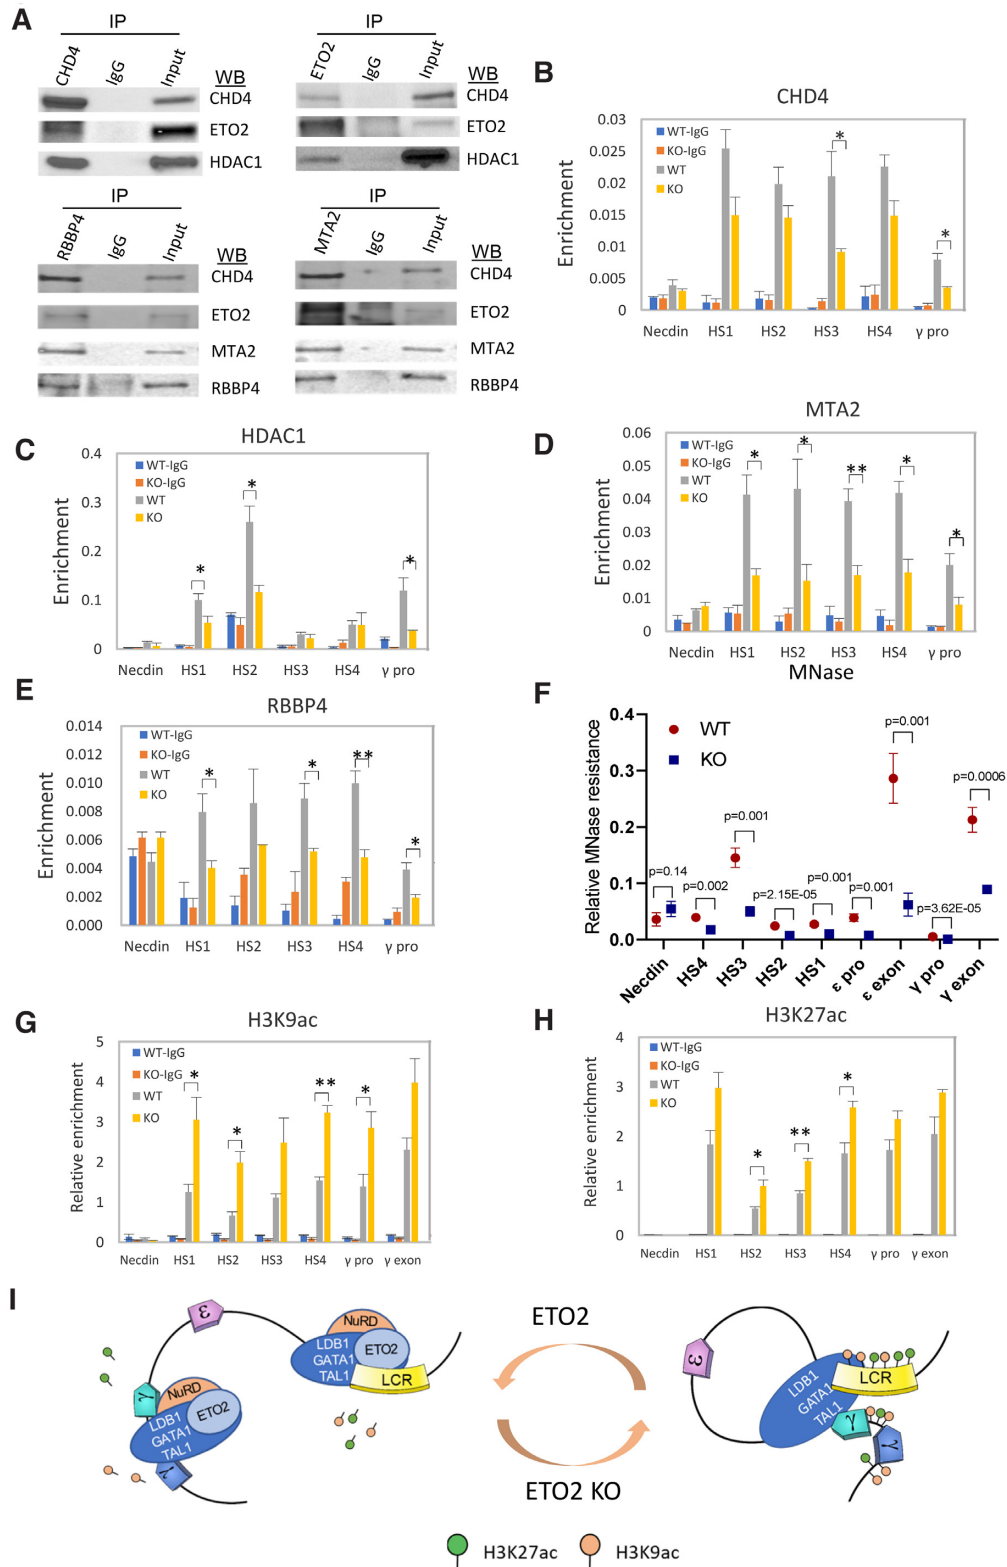 A
IP
CHD4 IgG Input
WB
CHD4
ETO2
HDAC1
IP
ETO2 IgG Input
WB
CHD4
ETO2
HDAC1
IP
RBBP4 IgG Input
WB
CHD4
ETO2
MTA2
RBBP4
IP
MTA2 IgG Input
WB
CHD4
ETO2
MTA2
RBBP4
B
CHD4
Enrichment
0.03
0.025
0.02
0.015
0.01
0.005
0
WT-IgG
KO-IgG
WT
KO
*
*
Necdin HS1 HS2 HS3 HS4 γ pro
C
HDAC1
Enrichment
0.4
0.3
0.2
0.1
0
WT-IgG
KO-IgG
WT
KO
*
*
*
Necdin HS1 HS2 HS3 HS4 γ pro
D
MTA2
Enrichment
0.06
0.05
0.04
0.03
0.02
0.01
0
WT-IgG
KO-IgG
WT
KO
*
*
**
*
*
Necdin HS1 HS2 HS3 HS4 γ pro
E
RBBP4
Enrichment
0.014
0.012
0.010
0.008
0.006
0.004
0.002
0.000
WT-IgG
KO-IgG
WT
KO
*
*
**
*
Necdin HS1 HS2 HS3 HS4 γ pro
F
MNase
Relative MNase resistance
0.4
0.3
0.2
0.1
0.0
WT
KO
p=0.14
p=0.002
p=0.001
p=2.15E-05
p=0.001
p=0.001
p=0.001
p=3.62E-05
p=0.0006
Necdin HS4 HS3 HS2 HS1 ε pro ε exon γ pro γ exon
G
H3K9ac
Relative enrichment
5
4
3
2
1
0
WT-IgG
KO-IgG
WT
KO
*
*
**
*
Necdin HS1 HS2 HS3 HS4 γ pro γ exon
H
H3K27ac
Relative enrichment
4
3
2
1
0
WT-IgG
KO-IgG
WT
KO
*
**
*
Necdin HS1 HS2 HS3 HS4 γ pro γ exon
I
ε
NuRD
LDB1
GATA1
TAL1
ETO2
LCR
γ
NuRD
LDB1
GATA1
TAL1
ETO2
γ
ETO2
ETO2 KO
ε
LDB1
GATA1
TAL1
LCR
γ
γ
H3K27ac
H3K9ac